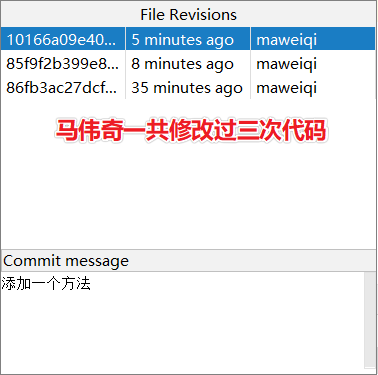 File Revisions
10166a09e40... 5 minutes ago maweiqi
85f9f2b399e8... 8 minutes ago maweiqi
86fb3ac27dcf... 35 minutes ago maweiqi
马伟奇一共修改过三次代码
Commit message
添加一个方法